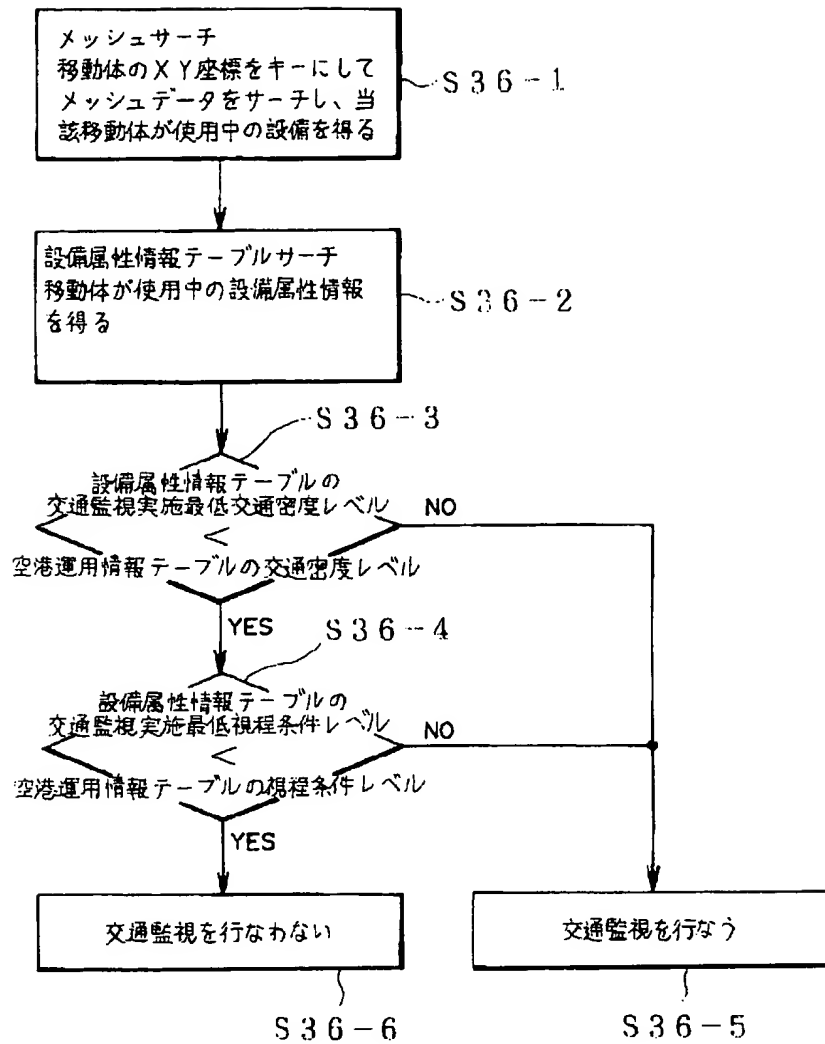 メッシュサーチ
移動体のXY座標をキーにして
メッシュデータをサーチし、当
該移動体が使用中の設備を得る
S36-1
設備属性情報テーブルサーチ
移動体が使用中の設備属性情報
を得る
S36-2
S36-3
設備属性情報テーブルの
交通監視実施最低交通密度レベル
<
空港運用情報テーブルの交通密度レベル
NO
YES
S36-4
設備属性情報テーブルの
交通監視実施最低視程条件レベル
<
空港運用情報テーブルの視程条件レベル
NO
YES
交通監視を行なわない
交通監視を行なう
S36-6
S36-5